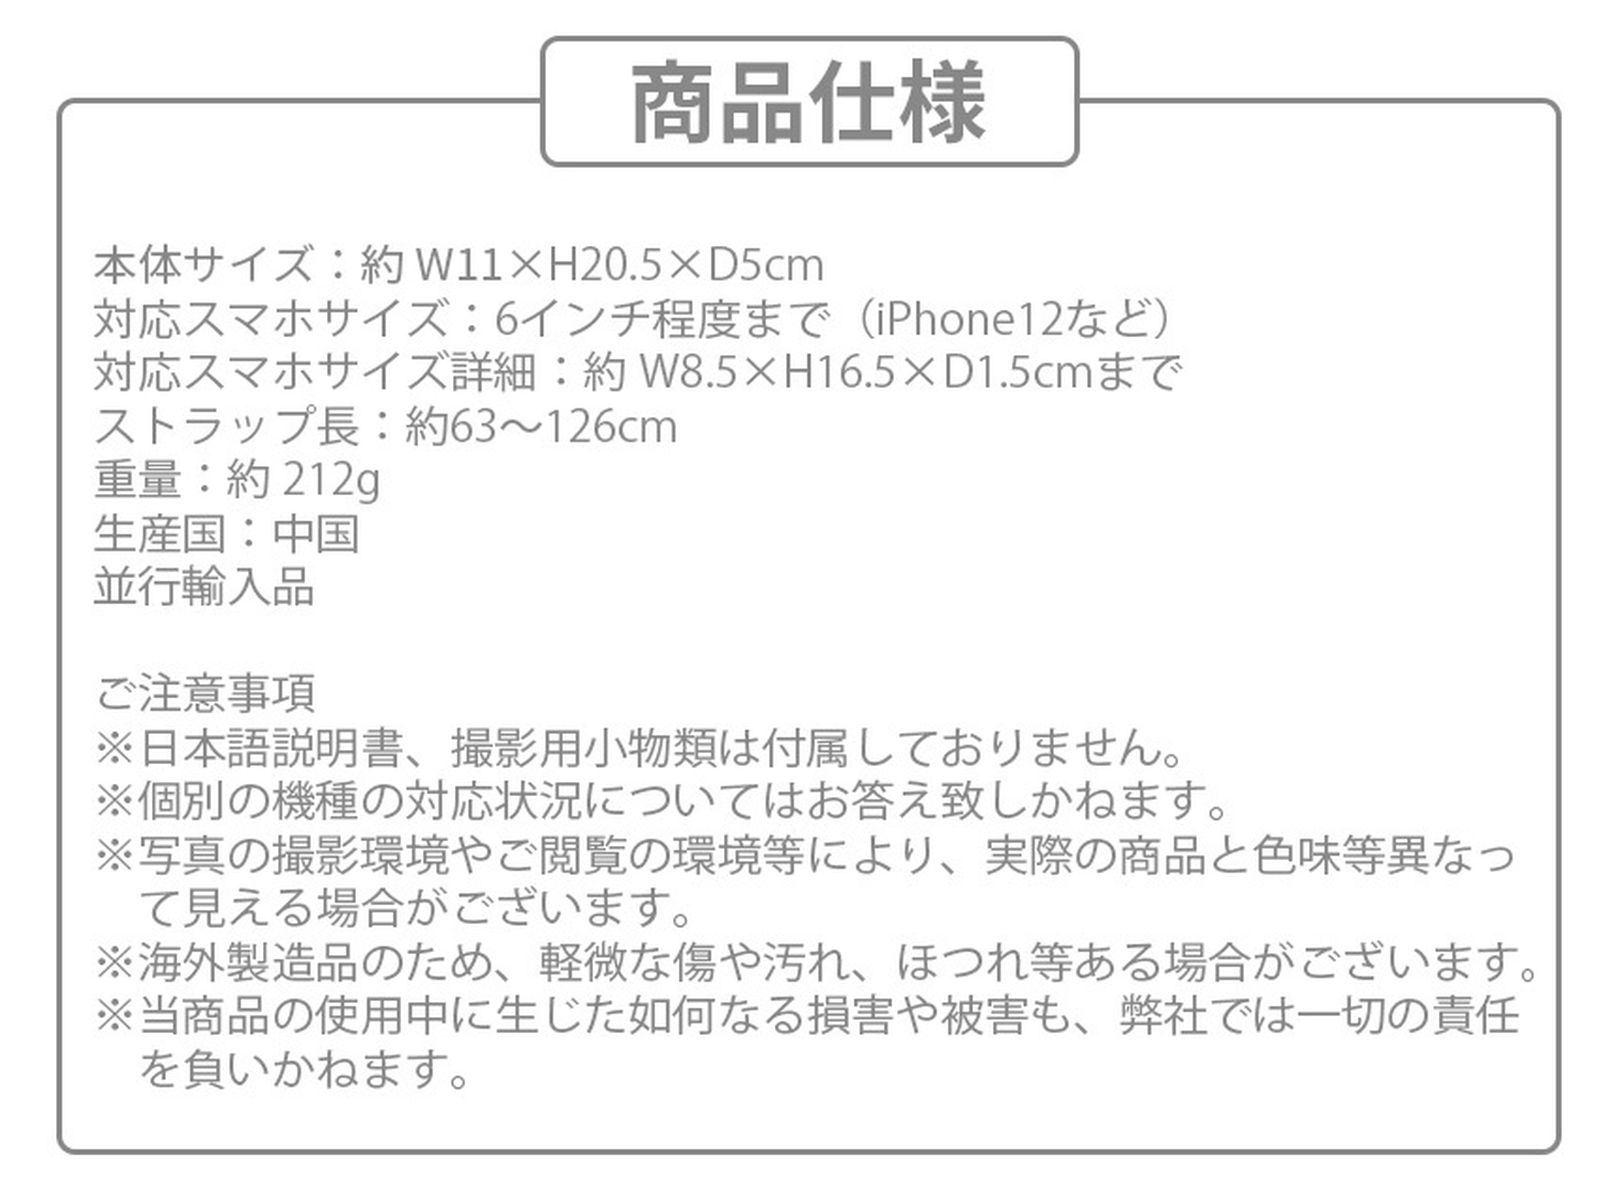 商品仕様
本体サイズ：約 W11×H20.5×D5cm
対応スマホサイズ：6インチ程度まで（iPhone12など）
対応スマホサイズ詳細：約 W8.5×H16.5×D1.5cmまで
ストラップ長：約63〜126cm
重量：約 212g
生産国：中国
並行輸入品
ご注意事項
※日本語説明書、撮影用小物類は付属しておりません。
※個別の機種の対応状況についてはお答え致しかねます。
※写真の撮影環境やご閲覧の環境等により、実際の商品と色味等異なっ
て見える場合がございます。
※海外製造品のため、軽微な傷や汚れ、ほつれ等ある場合がございます。
※当商品の使用中に生じた如何なる損害や被害も、弊社では一切の責任
を負いかねます。